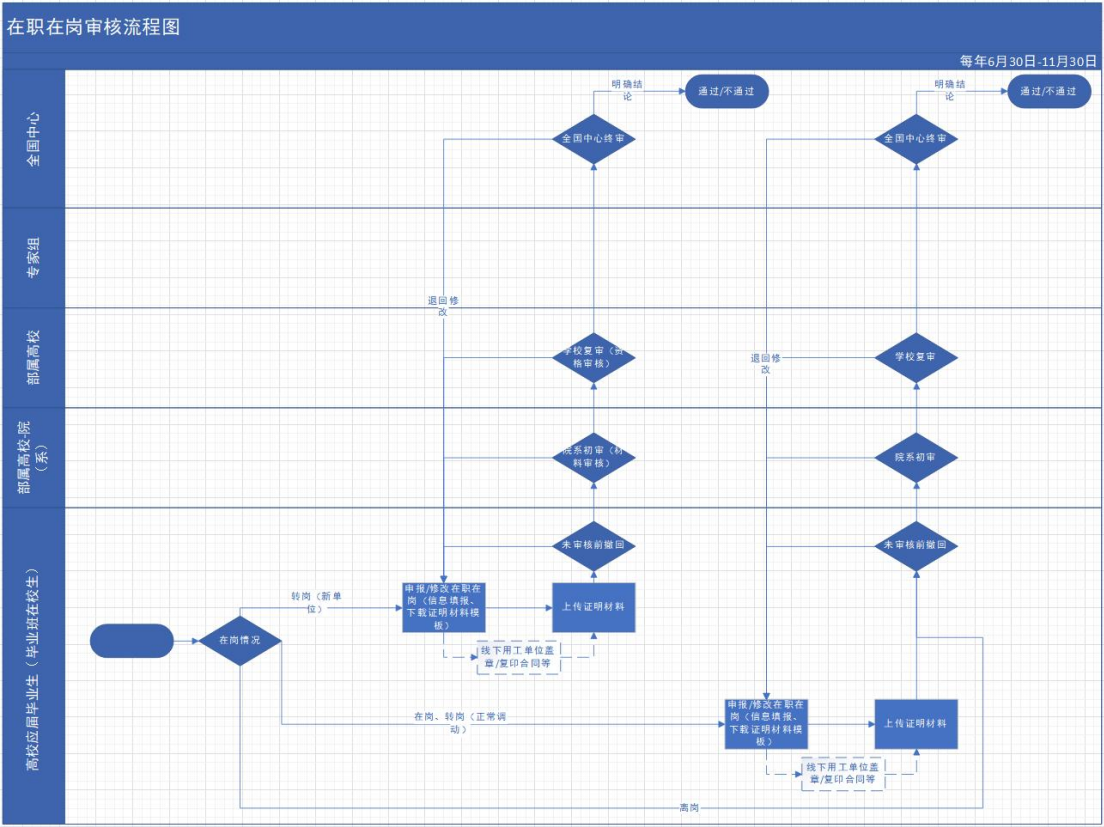 在职在岗审核流程图
每年6月30日-11月30日
全国中心
明确结
论
通过/不通过
全国中心终审
明确结
论
通过/不通过
全国中心终审
专家组
部属高校
退回修
改
学校复审（资
格审核）
退回修
改
学校复审
部属高校-院
（系）
院系初审（材
料审核）
院系初审
高校应届毕业生（毕业班在校生）
未审核前撤回
未审核前撤回
转岗（新单
位）
申报/修改在职在
岗（信息填报、
下载证明材料模
板）
上传证明材料
在岗情况
线下用工单位盖
章/复印合同等
在岗、转岗（正常调
动）
申报/修改在职在
岗（信息填报、
下载证明材料模
板）
上传证明材料
线下用工单位盖
章/复印合同等
离岗